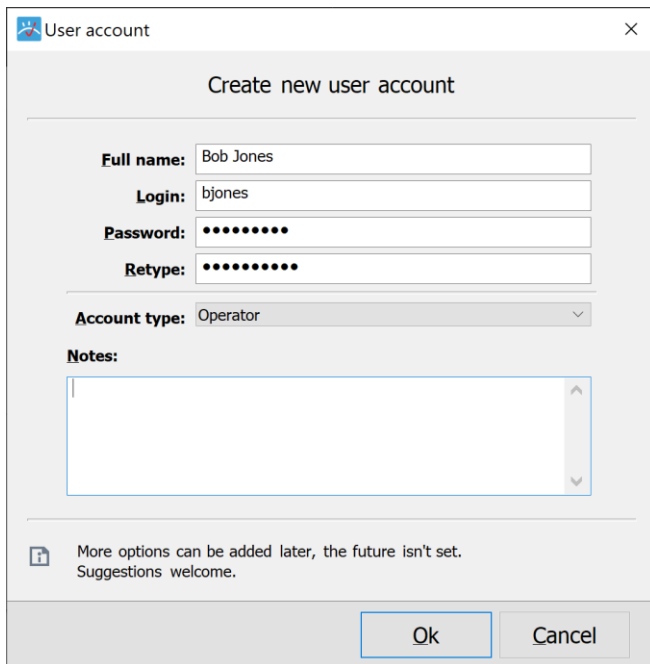 User account
Create new user account
Full name: Bob Jones
Login: bjones
Password: •••••••••
Retype: ••••••••••
Account type: Operator
Notes:
More options can be added later, the future isn't set.
Suggestions welcome.
Ok Cancel